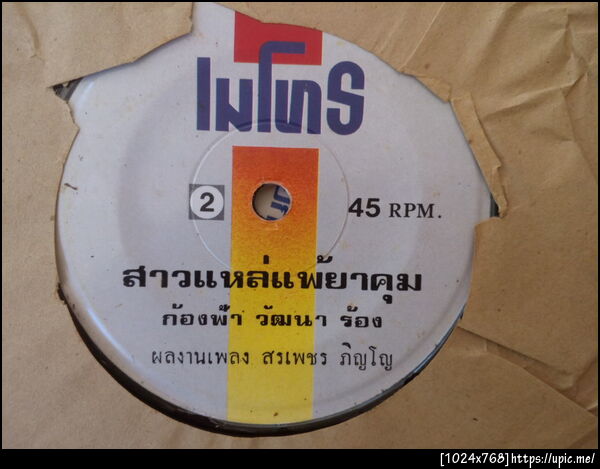 ไมโทร
2
45 RPM.
สาวแหล่แพ้ยาคุม
ก้องฟ้า วัฒนา ร้อง
ผลงานเพลง สรเพชร ภิญโญ
[1024x768]https://upic.me/